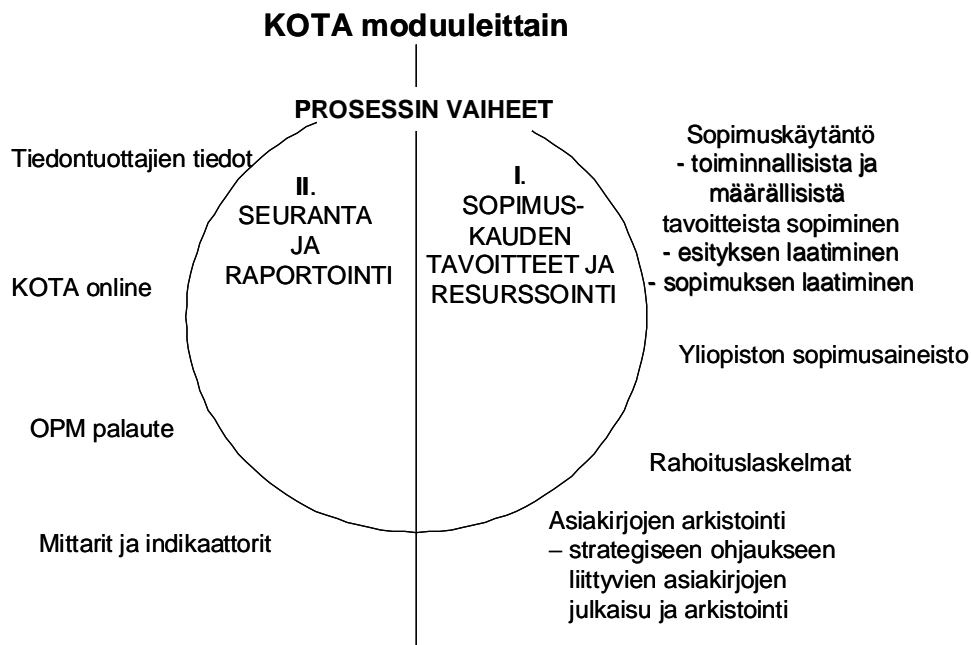 KOTA moduuleittain
PROSESSIN VAIHEET
Tiedontuottajien tiedot
KOTA online
OPM palaute
Mittarit ja indikaattorit
II.
SEURANTA
JA
RAPORTOINTI
I.
SOPIMUS-
KAUDEN
TAVOITTEET JA
RESURSSOINTI
Sopimuskäytäntö
- toiminnallisista ja
määrällisistä
tavoitteista sopiminen
- esityksen laatiminen
- sopimuksen laatiminen
Yliopiston sopimusaineisto
Rahoituslaskelmat
Asiakirjojen arkistointi
– strategiseen ohjaukseen
liittyvien asiakirjojen
julkaisu ja arkistointi